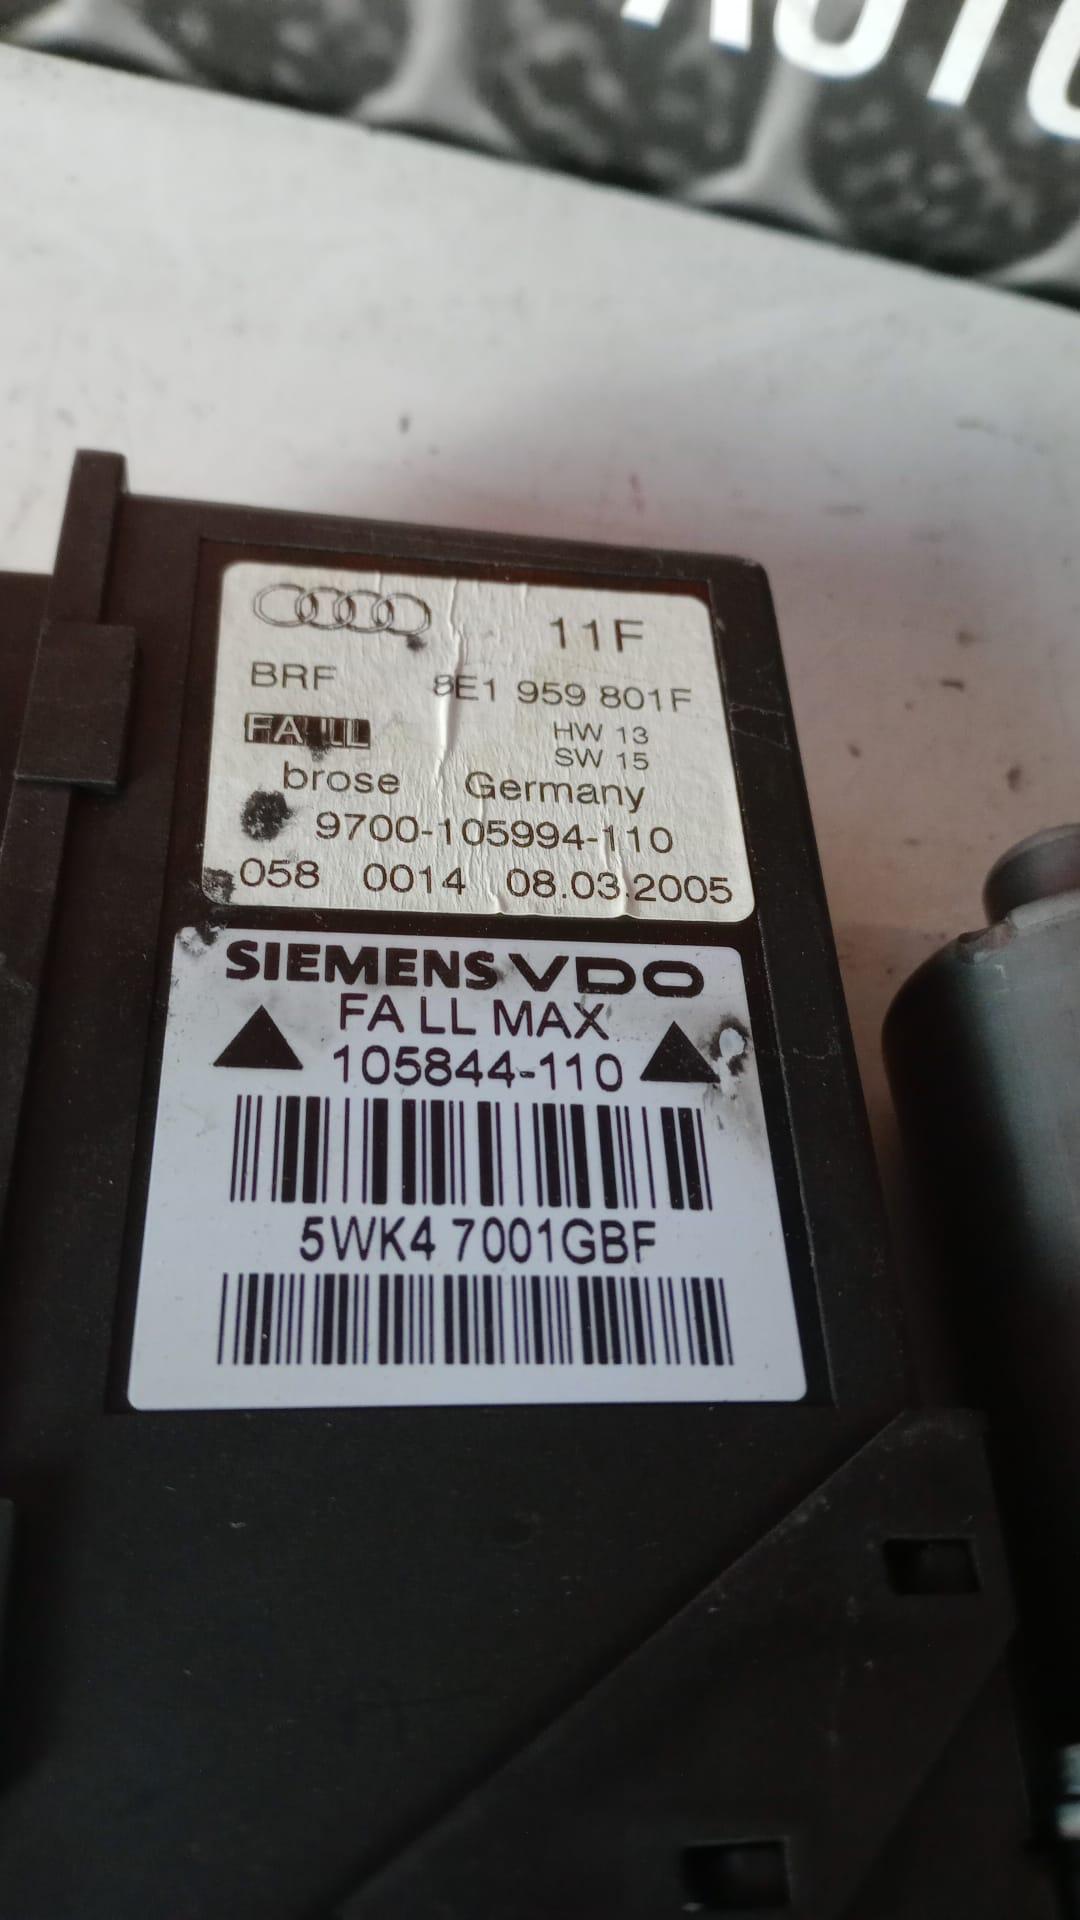 AUTO
11F
BRF 8E1 959 801F
FA LL HW 13
SW 15
brose Germany
9700-105994-110
058 0014 08.03.2005
SIEMENS VDO
FA LL MAX
105844-110
5WK4 7001GBF